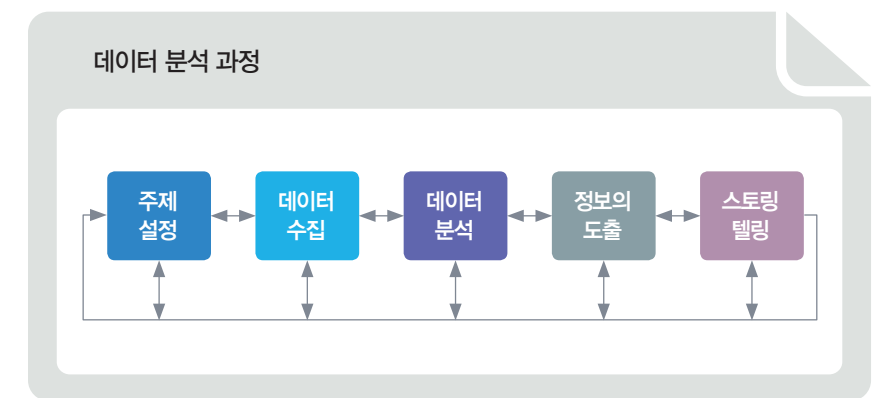 데이터 분석 과정
주제
설정
데이터
수집
데이터
분석
정보의
도출
스토링
텔링